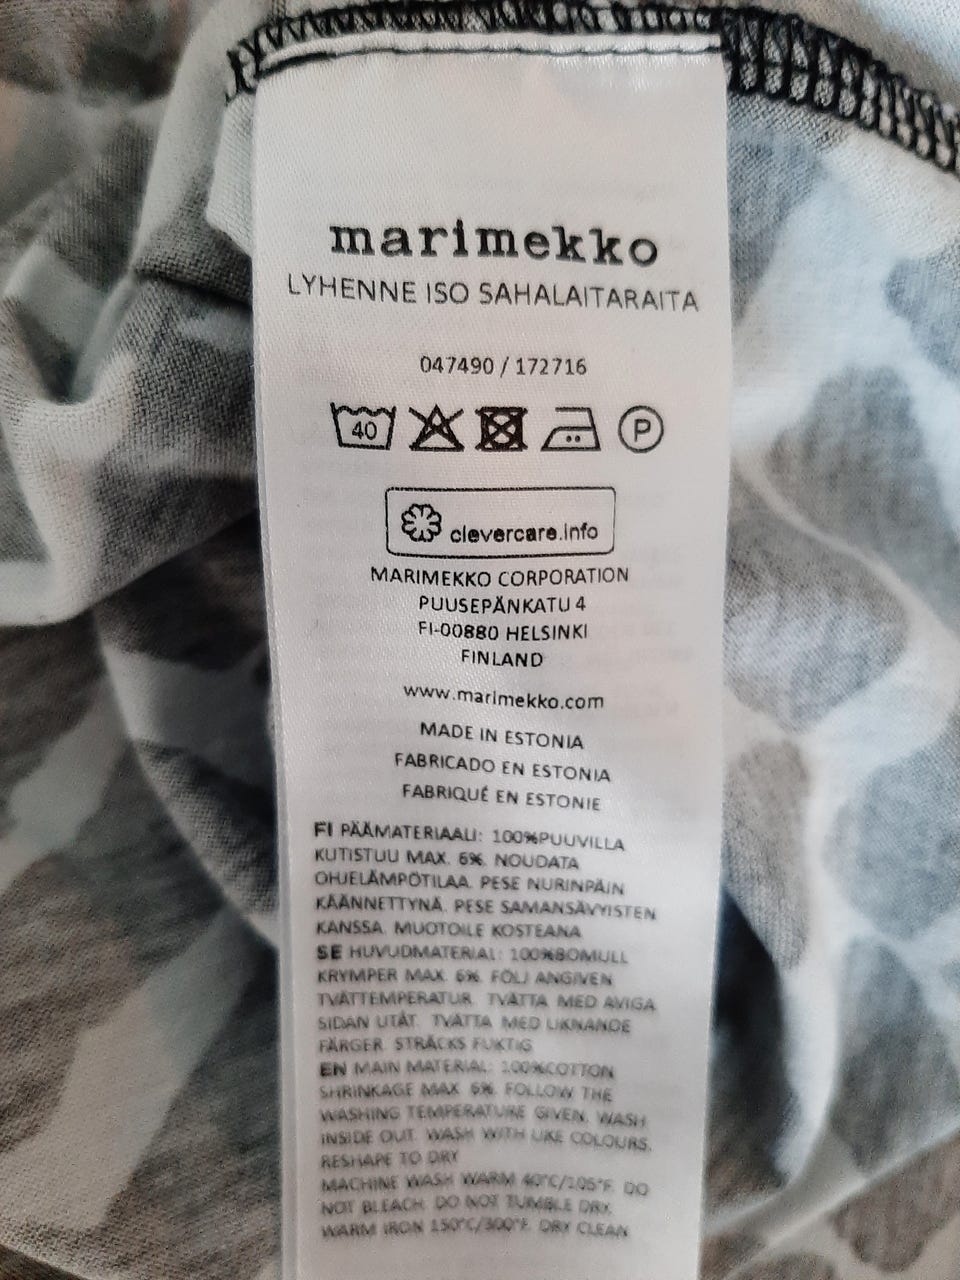 marimekko
LYHENNE ISO SAHALAITARAITA
047490 / 172716
40
P
clevercare.info
MARIMEKKO CORPORATION
PUUSEPÄNKATU 4
FI-00880 HELSINKI
FINLAND
www.marimekko.com
MADE IN ESTONIA
FABRICADO EN ESTONIA
FABRIQUÉ EN ESTONIE
FI PÄÄMATERIAALI: 100%PUUVILLA
KUTISTUU MAX. 6%. NOUDATA
OHJELÄMPÖTILAA. PESE NURINPÄIN
KÄÄNNETTYNÄ. PESE SAMANSÄVYISTEN
KANSSA. MUOTOILE KOSTEANA
SE HUVUDMATERIAL: 100%BOMULL
KRYMPER MAX. 6%. FÖLJ ANGIVEN
TVÄTTEMPERATUR. TVÄTTA MED AVIGA
SIDAN UTÅT. TVÄTTA MED LIKNANDE
FÄRGER. STRÄCKS FUKTIG
EN MAIN MATERIAL: 100%COTTON
SHRINKAGE MAX. 6%. FOLLOW THE
WASHING TEMPERATURE GIVEN. WASH
INSIDE OUT. WASH WITH LIKE COLOURS.
RESHAPE TO DRY
MACHINE WASH WARM 40°C/105°F. DO
NOT BLEACH. DO NOT TUMBLE DRY.
WARM IRON 150°C/300°F. DRY CLEAN